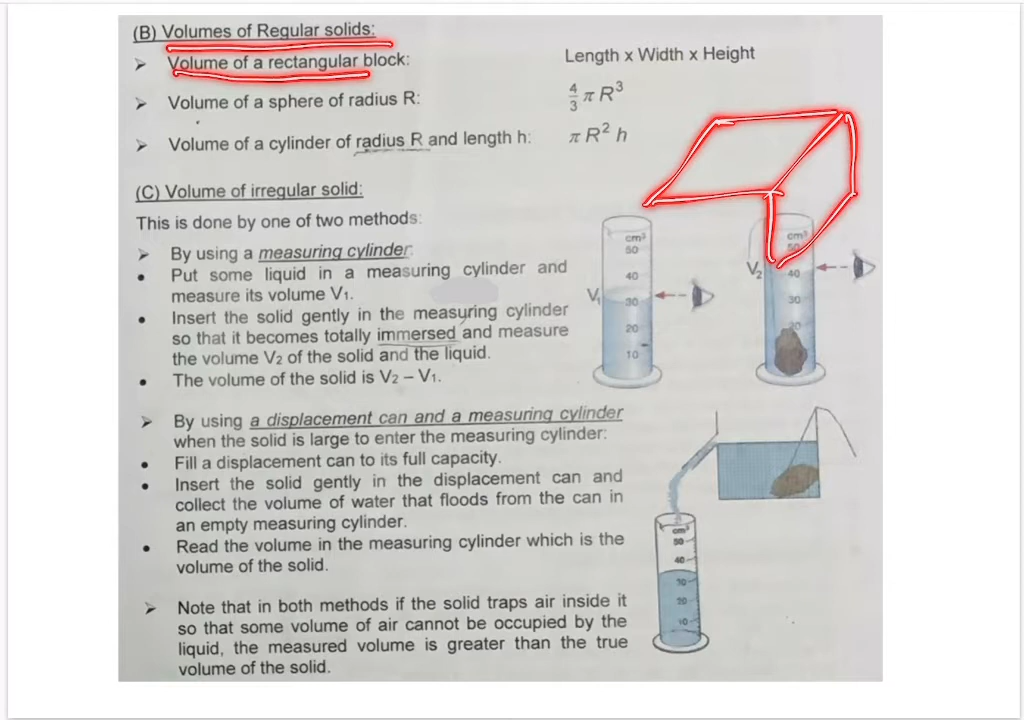 (B) Volumes of Regular solids:
➢ Volume of a rectangular block: Length x Width x Height
➢ Volume of a sphere of radius R: 4/3 π R³
➢ Volume of a cylinder of radius R and length h: π R² h
(C) Volume of irregular solid:
This is done by one of two methods:
➢ By using a measuring cylinder:
• Put some liquid in a measuring cylinder and
measure its volume V₁.
• Insert the solid gently in the measuring cylinder
so that it becomes totally immersed and measure
the volume V₂ of the solid and the liquid.
• The volume of the solid is V₂ – V₁.
cm³
50
40
V₁ 30
20
10
cm³
50
V₂ 40
30
20
➢ By using a displacement can and a measuring cylinder
when the solid is large to enter the measuring cylinder:
• Fill a displacement can to its full capacity.
• Insert the solid gently in the displacement can and
collect the volume of water that floods from the can in
an empty measuring cylinder.
• Read the volume in the measuring cylinder which is the
volume of the solid.
cm³
50
40
30
20
10
➢ Note that in both methods if the solid traps air inside it
so that some volume of air cannot be occupied by the
liquid, the measured volume is greater than the true
volume of the solid.